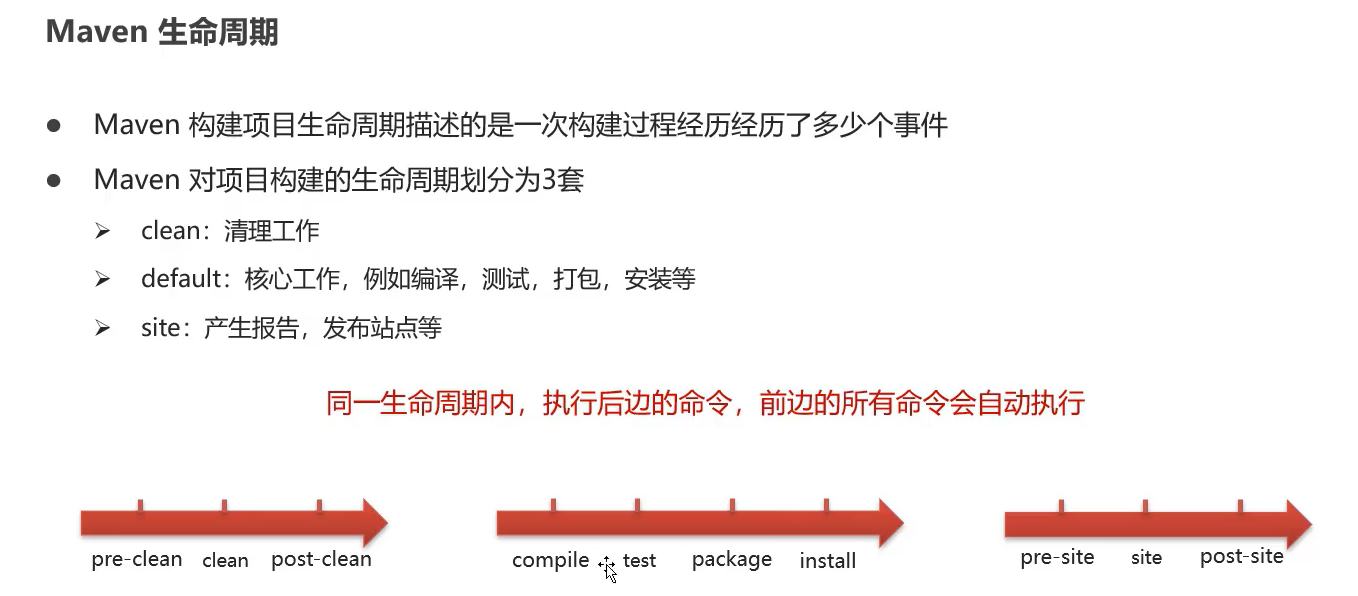 Maven 生命周期
● Maven 构建项目生命周期描述的是一次构建过程经历经历了多少个事件
● Maven 对项目构建的生命周期划分为3套
➢ clean：清理工作
➢ default：核心工作，例如编译，测试，打包，安装等
➢ site：产生报告，发布站点等
同一生命周期内，执行后边的命令，前边的所有命令会自动执行
pre-clean clean post-clean
compile test package install
pre-site site post-site